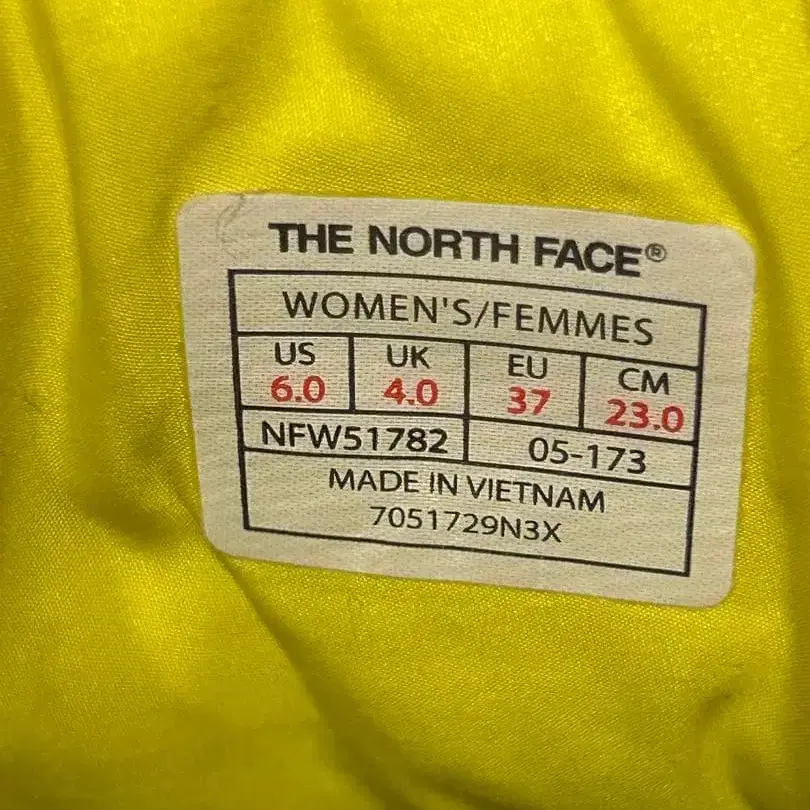 THE NORTH FACE®
WOMEN'S/FEMMES
US UK EU CM
6.0 4.0 37 23.0
NFW51782 05-173
MADE IN VIETNAM
7051729N3X